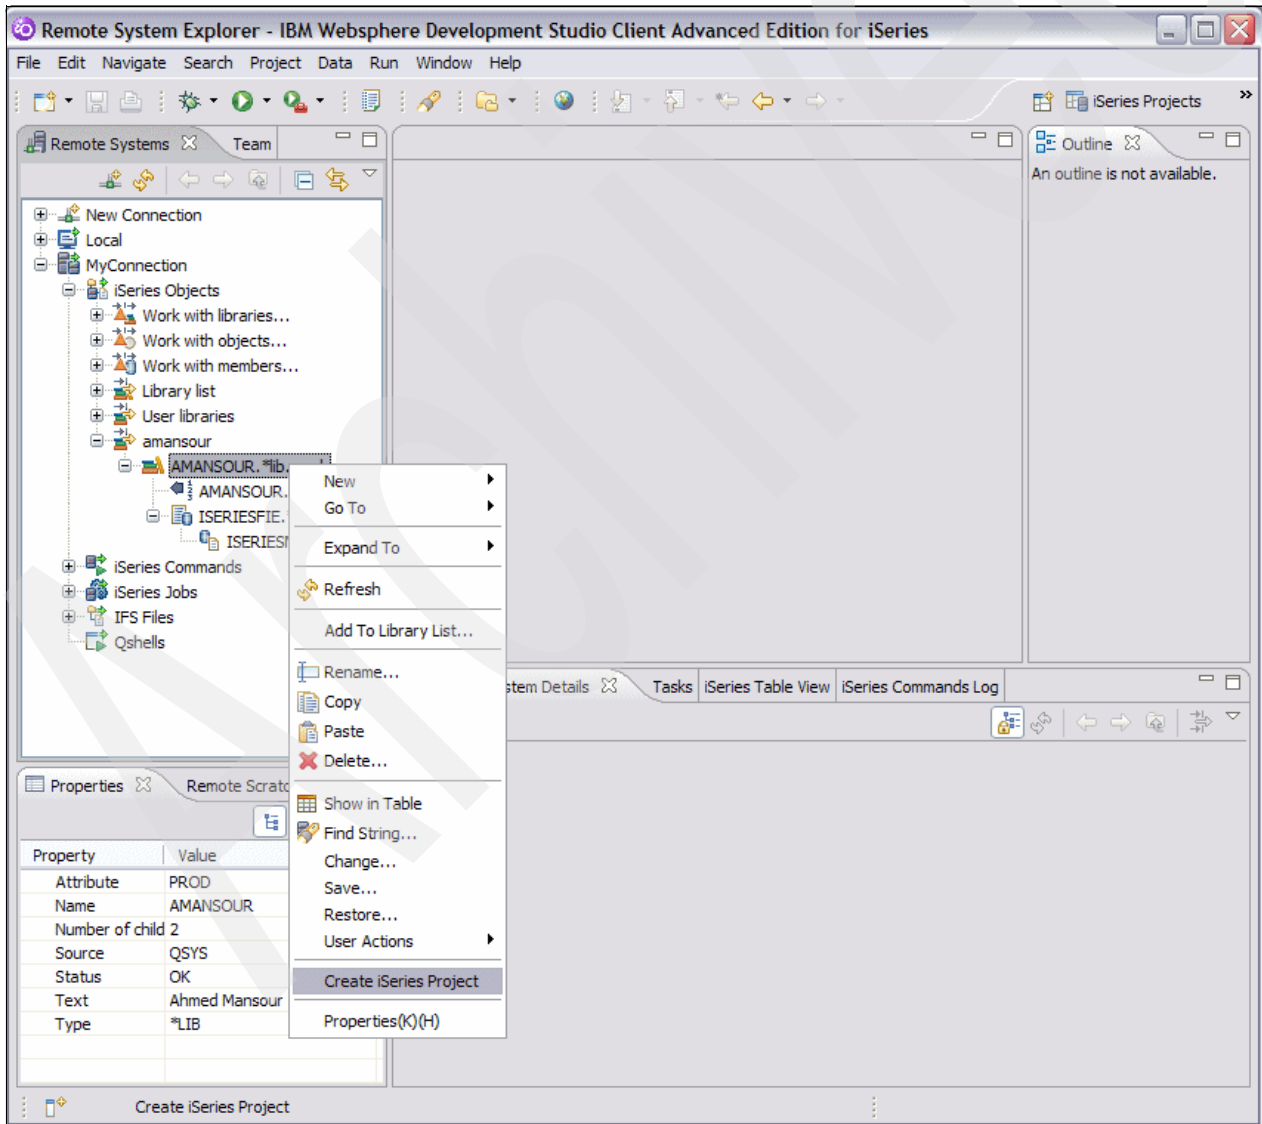 Remote System Explorer - IBM Websphere Development Studio Client Advanced Edition for iSeries
File Edit Navigate Search Project Data Run Window Help
iSeries Projects
Remote Systems Team
Outline
An outline is not available.
New Connection
Local
MyConnection
iSeries Objects
Work with libraries...
Work with objects...
Work with members...
Library list
User libraries
amansour
AMANSOUR.*lib.
AMANSOUR.
ISERIESFIE.
ISERIES
iSeries Commands
iSeries Jobs
IFS Files
Qshells
New
Go To
Expand To
Refresh
Add To Library List...
Rename...
Copy
Paste
Delete...
Show in Table
Find String...
Change...
Save...
Restore...
User Actions
Create iSeries Project
Properties(K)(H)
stem Details Tasks iSeries Table View iSeries Commands Log
Properties Remote Scratc
Property Value
Attribute PROD
Name AMANSOUR
Number of child 2
Source QSYS
Status OK
Text Ahmed Mansour
Type *LIB
Create iSeries Project